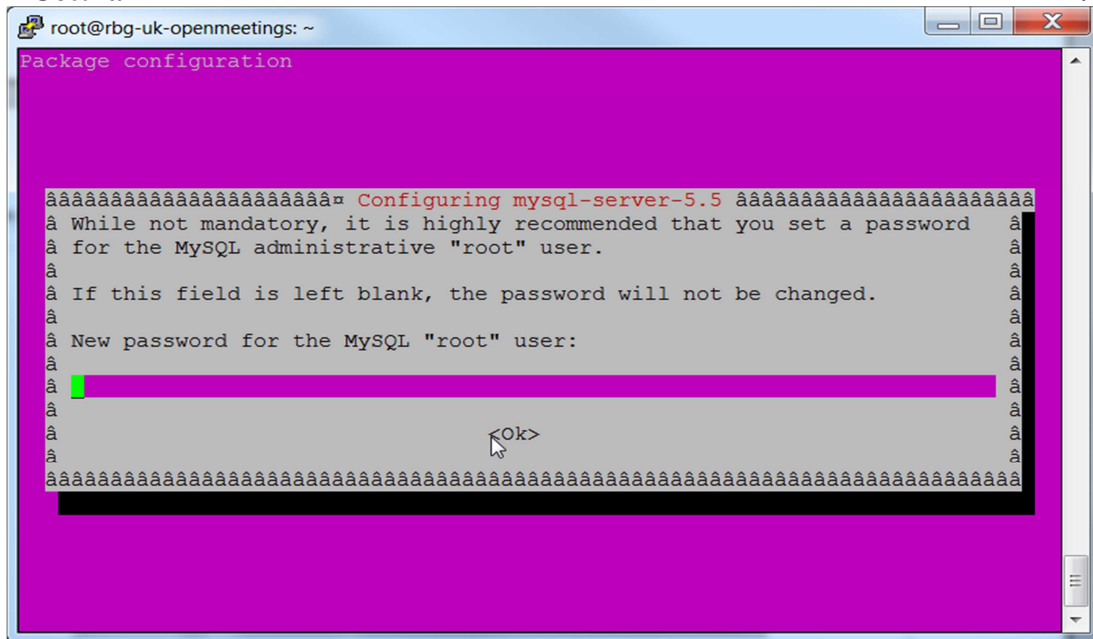 root@rbg-uk-openmeetings: ~
Package configuration
ââââââââââââââââââââââ¤ Configuring mysql-server-5.5 âââââââââââââââââââââââ
â While not mandatory, it is highly recommended that you set a password â
â for the MySQL administrative "root" user. â
â â
â If this field is left blank, the password will not be changed. â
â â
â New password for the MySQL "root" user: â
â â
â â
â â
â <Ok> â
â â
âââââââââââââââââââââââââââââââââââââââââââââââââââââââââââââââââââââââââââ